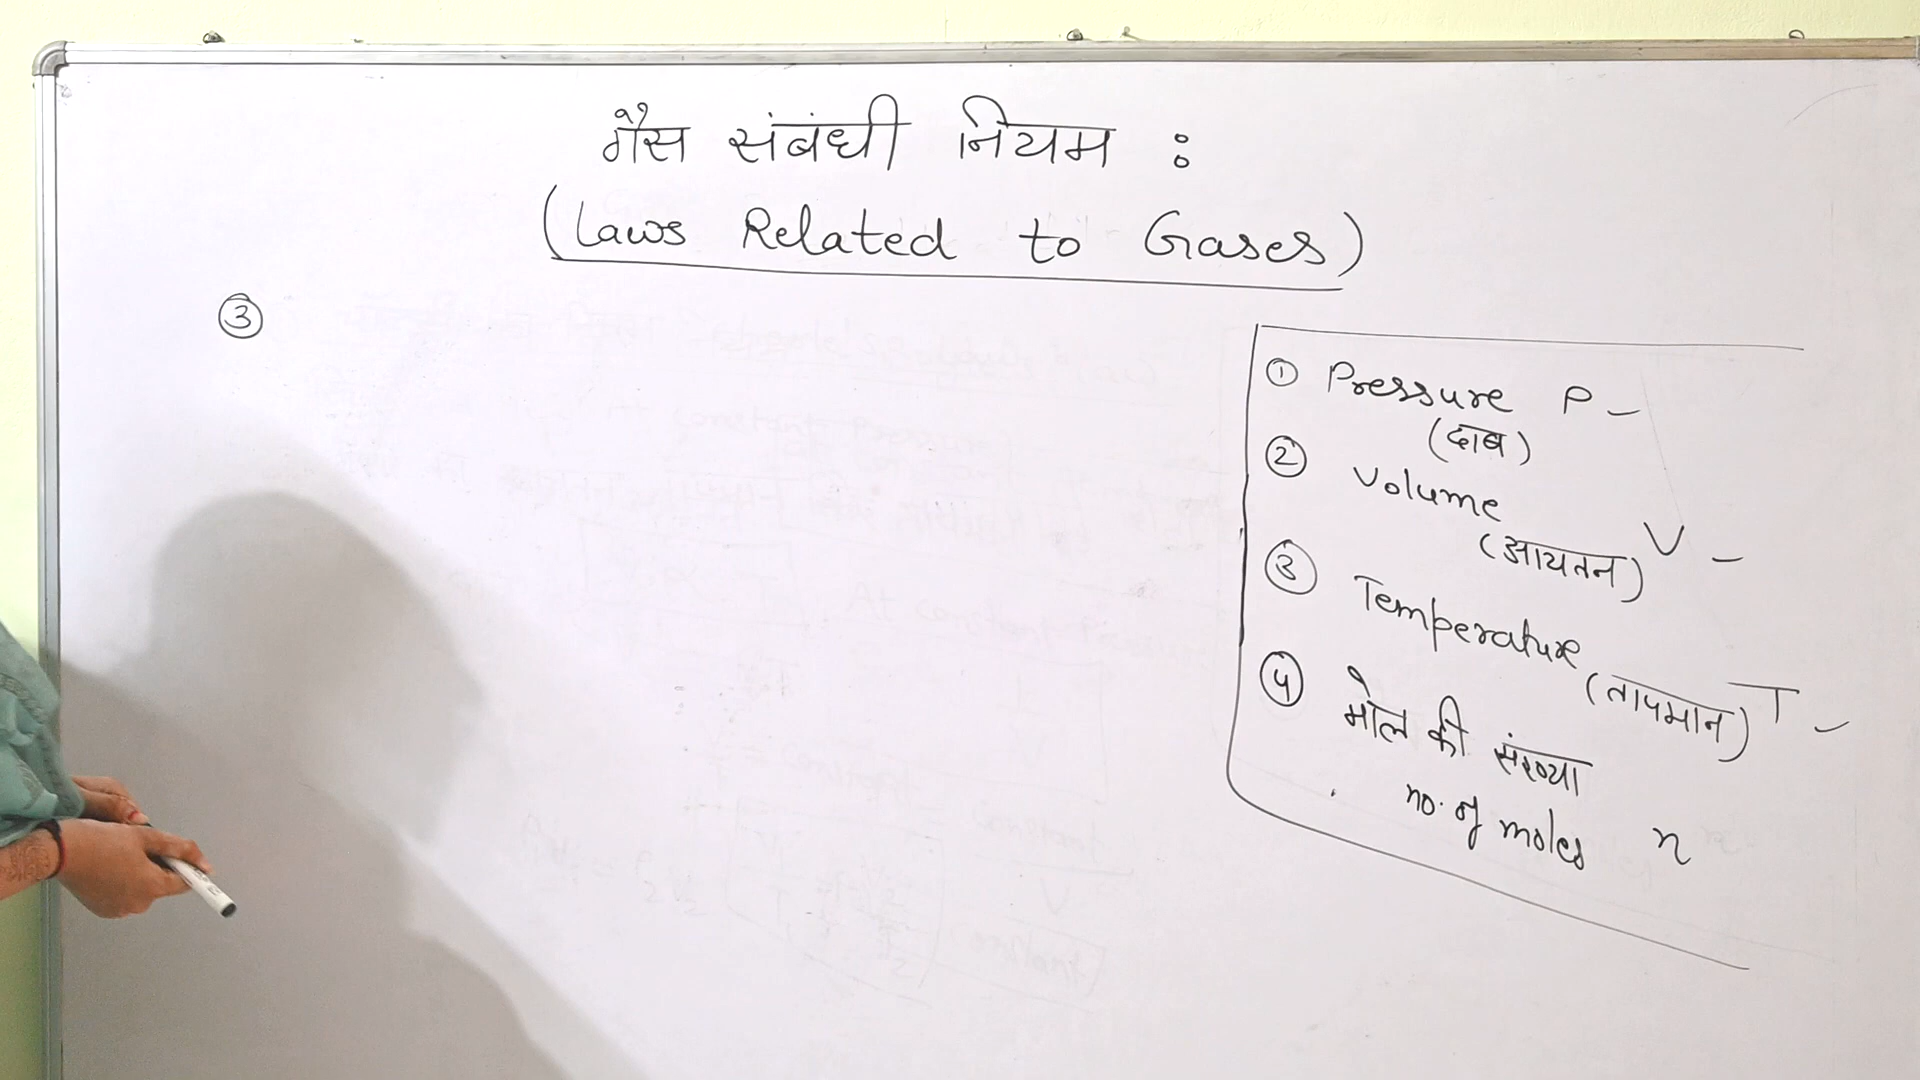 गैस संबंधी नियम :
(Laws Related to Gases)
③
① Pressure P -
(दाब)
② Volume
(आयतन) V -
③ Temperature
(तापमान) T -
④ मोल की संख्या
no. of moles n